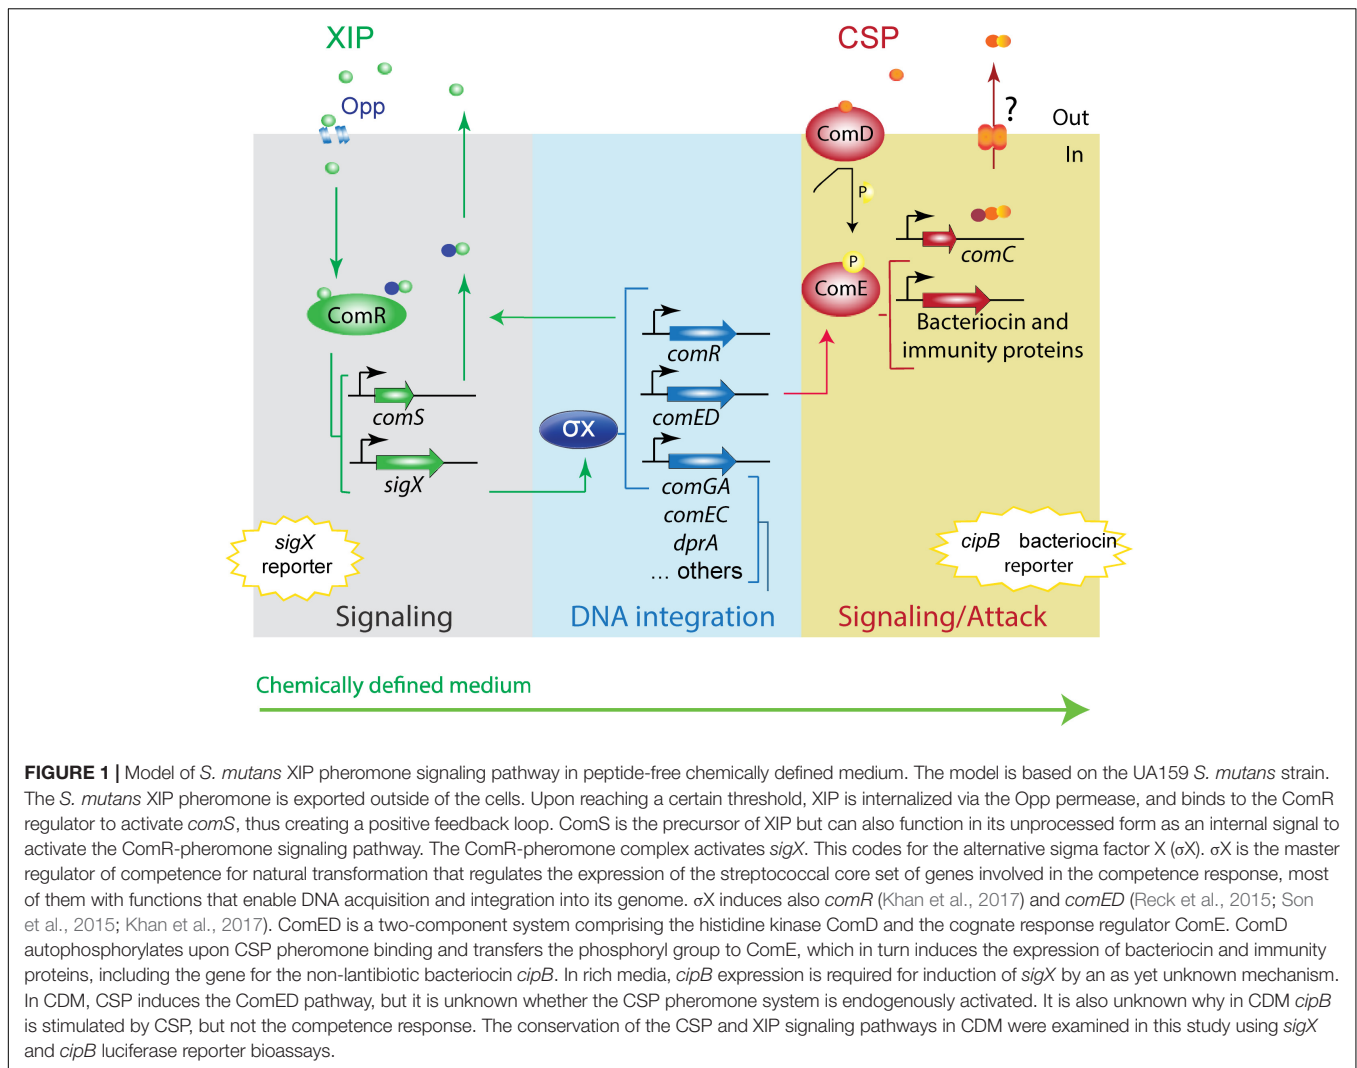 XIP
CSP
Opp
?
Out
In
ComD
P
P
comC
ComE
ComR
comR
Bacteriocin and
immunity proteins
comS
comED
σx
sigX
comGA
comEC
dprA
... others
sigX
reporter
cipB bacteriocin
reporter
Signaling
DNA integration
Signaling/Attack
Chemically defined medium
FIGURE 1 | Model of S. mutans XIP pheromone signaling pathway in peptide-free chemically defined medium. The model is based on the UA159 S. mutans strain.
The S. mutans XIP pheromone is exported outside of the cells. Upon reaching a certain threshold, XIP is internalized via the Opp permease, and binds to the ComR
regulator to activate comS, thus creating a positive feedback loop. ComS is the precursor of XIP but can also function in its unprocessed form as an internal signal to
activate the ComR-pheromone signaling pathway. The ComR-pheromone complex activates sigX. This codes for the alternative sigma factor X (σX). σX is the master
regulator of competence for natural transformation that regulates the expression of the streptococcal core set of genes involved in the competence response, most
of them with functions that enable DNA acquisition and integration into its genome. σX induces also comR (Khan et al., 2017) and comED (Reck et al., 2015; Son
et al., 2015; Khan et al., 2017). ComED is a two-component system comprising the histidine kinase ComD and the cognate response regulator ComE. ComD
autophosphorylates upon CSP pheromone binding and transfers the phosphoryl group to ComE, which in turn induces the expression of bacteriocin and immunity
proteins, including the gene for the non-lantibiotic bacteriocin cipB. In rich media, cipB expression is required for induction of sigX by an as yet unknown mechanism.
In CDM, CSP induces the ComED pathway, but it is unknown whether the CSP pheromone system is endogenously activated. It is also unknown why in CDM cipB
is stimulated by CSP, but not the competence response. The conservation of the CSP and XIP signaling pathways in CDM were examined in this study using sigX
and cipB luciferase reporter bioassays.